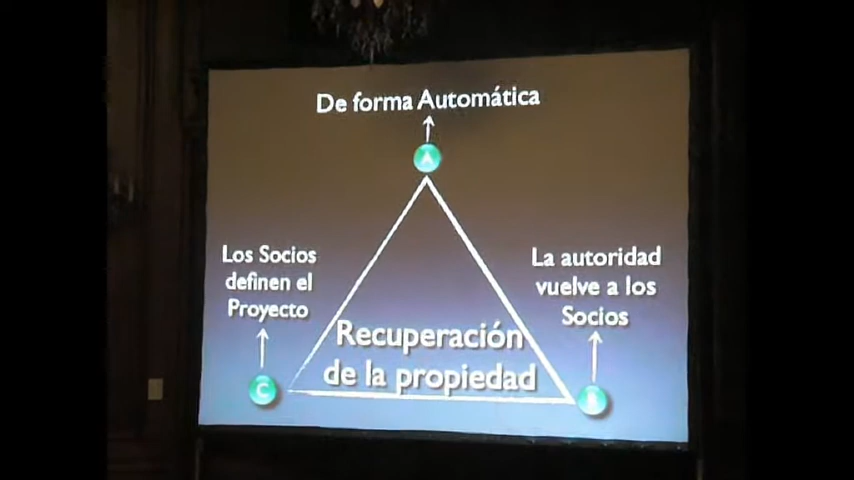 De forma Automática
A
Los Socios
definen el
Proyecto
La autoridad
vuelve a los
Socios
Recuperación
de la propiedad
C
B